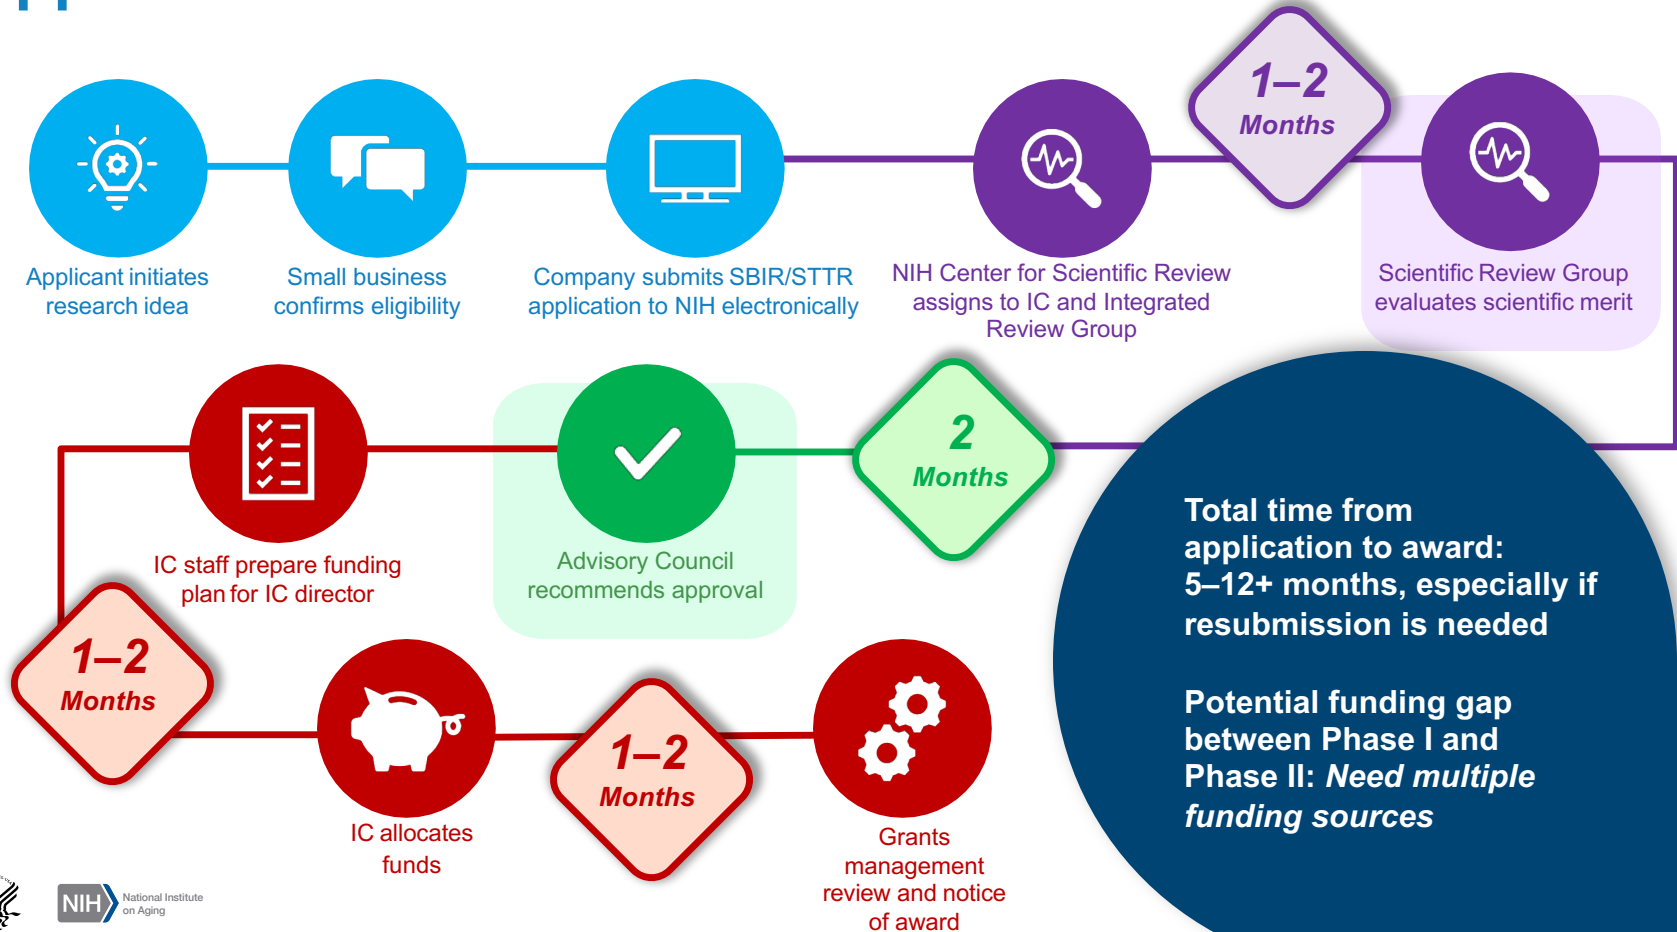 Applicant initiates
research idea
Small business
confirms eligibility
Company submits SBIR/STTR
application to NIH electronically
NIH Center for Scientific Review
assigns to IC and Integrated
Review Group
1–2
Months
Scientific Review Group
evaluates scientific merit
2
Months
Advisory Council
recommends approval
IC staff prepare funding
plan for IC director
1–2
Months
IC allocates
funds
1–2
Months
Grants
management
review and notice
of award
Total time from
application to award:
5–12+ months, especially if
resubmission is needed
Potential funding gap
between Phase I and
Phase II: Need multiple
funding sources
NIH
National Institute
on Aging